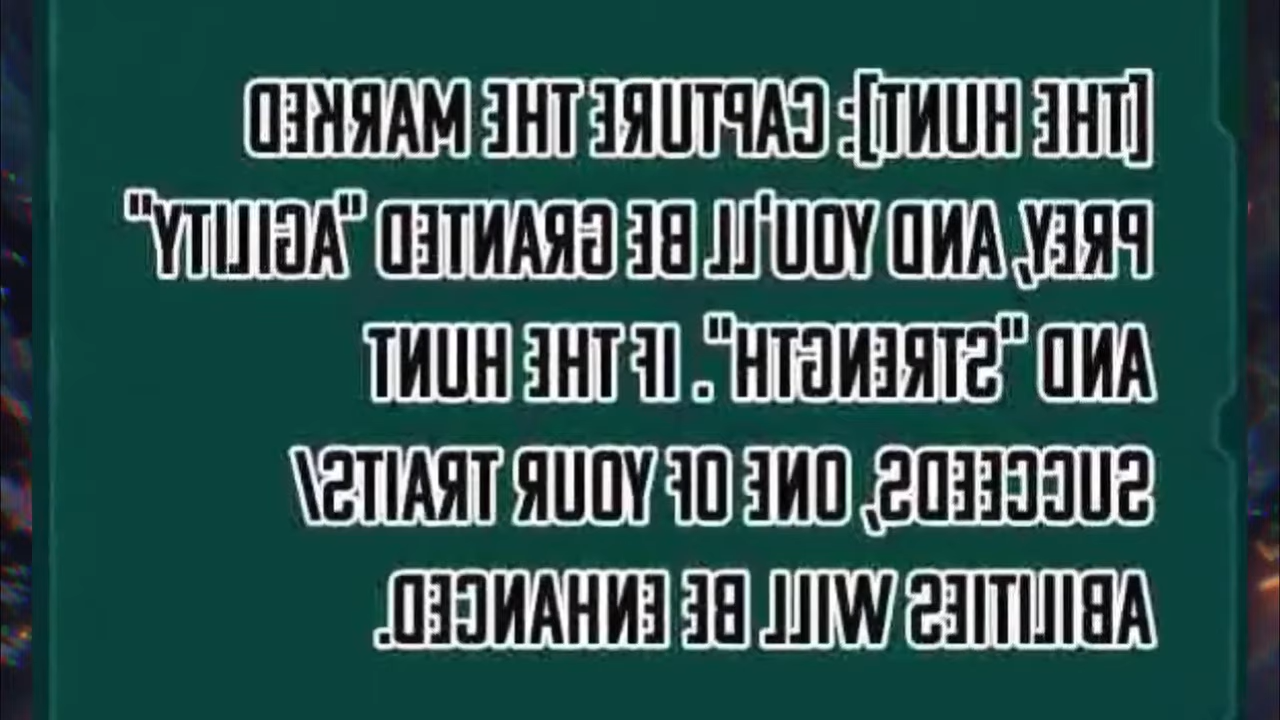 [THE HUNT]: CAPTURE THE MARKED
PREY, AND YOU'LL BE GRANTED "AGILITY"
AND "STRENGTH". IF THE HUNT
SUCCEEDS, ONE OF YOUR TRAITS/
ABILITIES WILL BE ENHANCED.